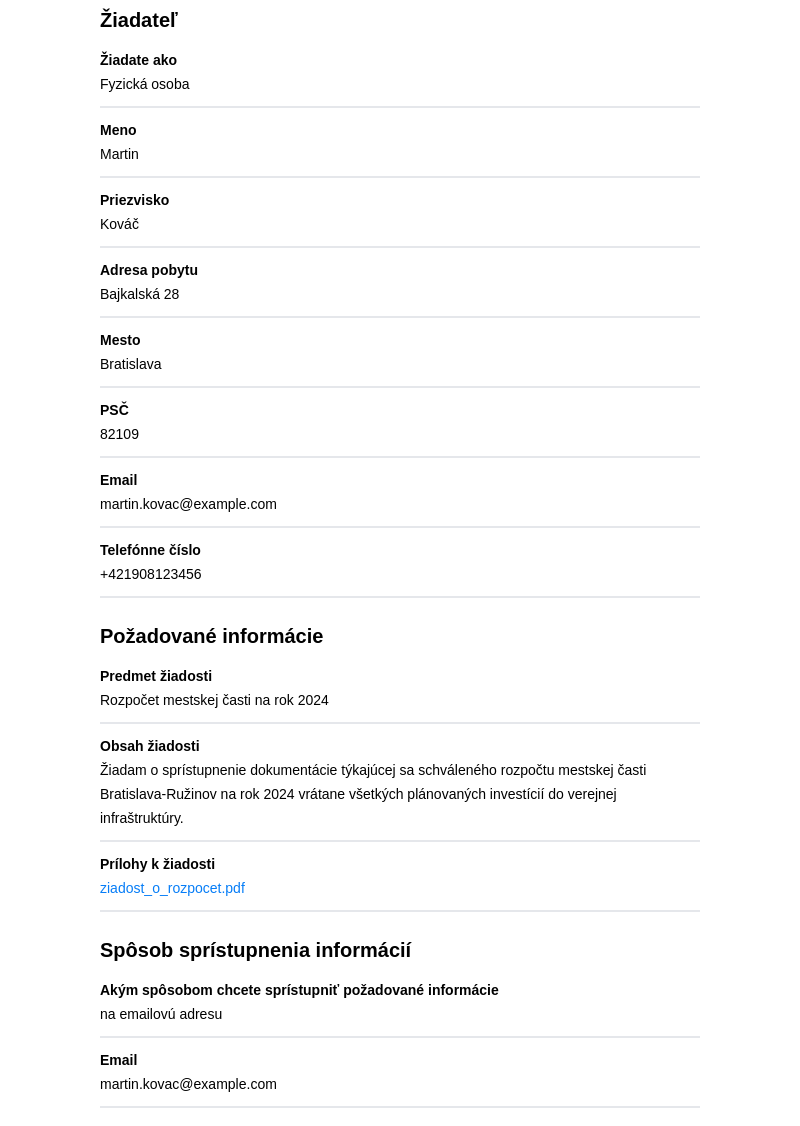 Žiadateľ
Žiadate ako
Fyzická osoba
Meno
Martin
Priezvisko
Kováč
Adresa pobytu
Bajkalská 28
Mesto
Bratislava
PSČ
82109
Email
martin.kovac@example.com
Telefónne číslo
+421908123456
Požadované informácie
Predmet žiadosti
Rozpočet mestskej časti na rok 2024
Obsah žiadosti
Žiadam o sprístupnenie dokumentácie týkajúcej sa schváleného rozpočtu mestskej časti
Bratislava-Ružinov na rok 2024 vrátane všetkých plánovaných investícií do verejnej
infraštruktúry.
Prílohy k žiadosti
ziadost_o_rozpocet.pdf
Spôsob sprístupnenia informácií
Akým spôsobom chcete sprístupniť požadované informácie
na emailovú adresu
Email
martin.kovac@example.com